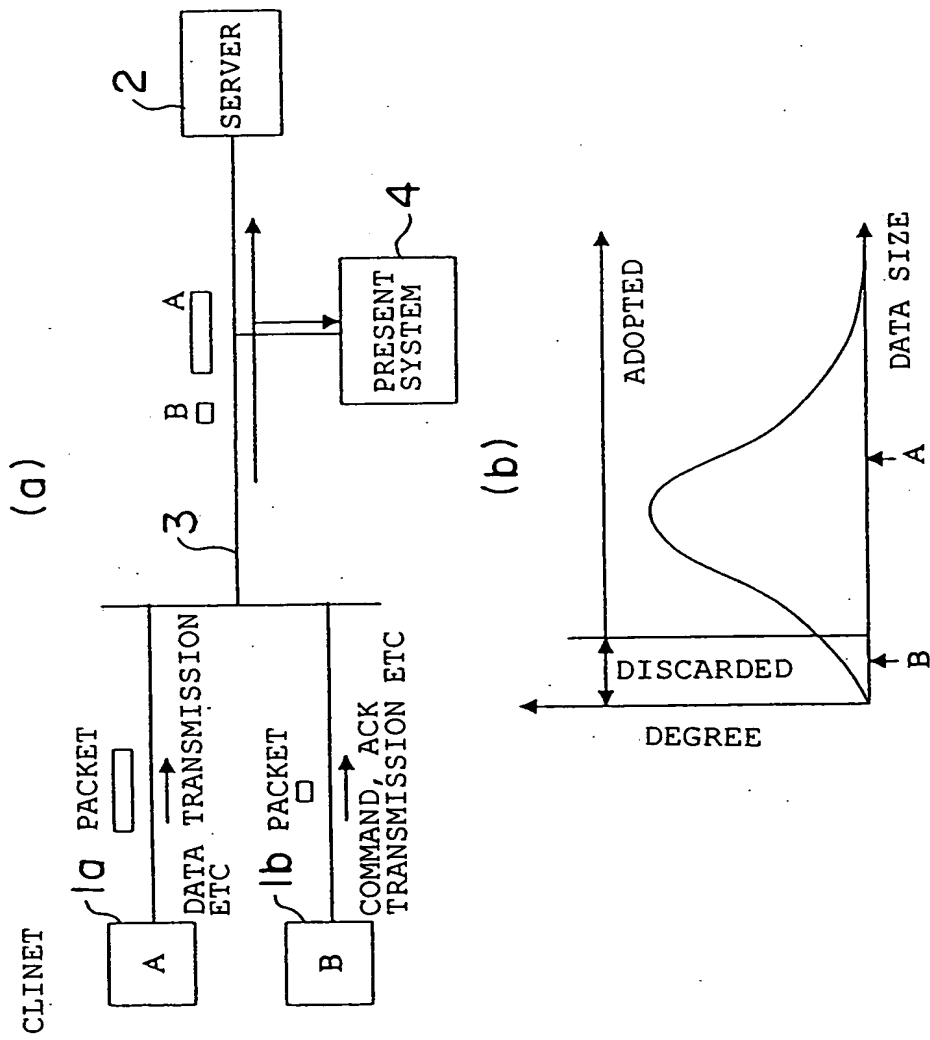 (a)
CLINET
1a PACKET
A
DATA TRANSMISSION
ETC
1b PACKET
B
COMMAND, ACK
TRANSMISSION ETC
3
B
A
2
SERVER
4
PRESENT
SYSTEM
(b)
DEGREE
DISCARDED
ADOPTED
B
A
DATA SIZE